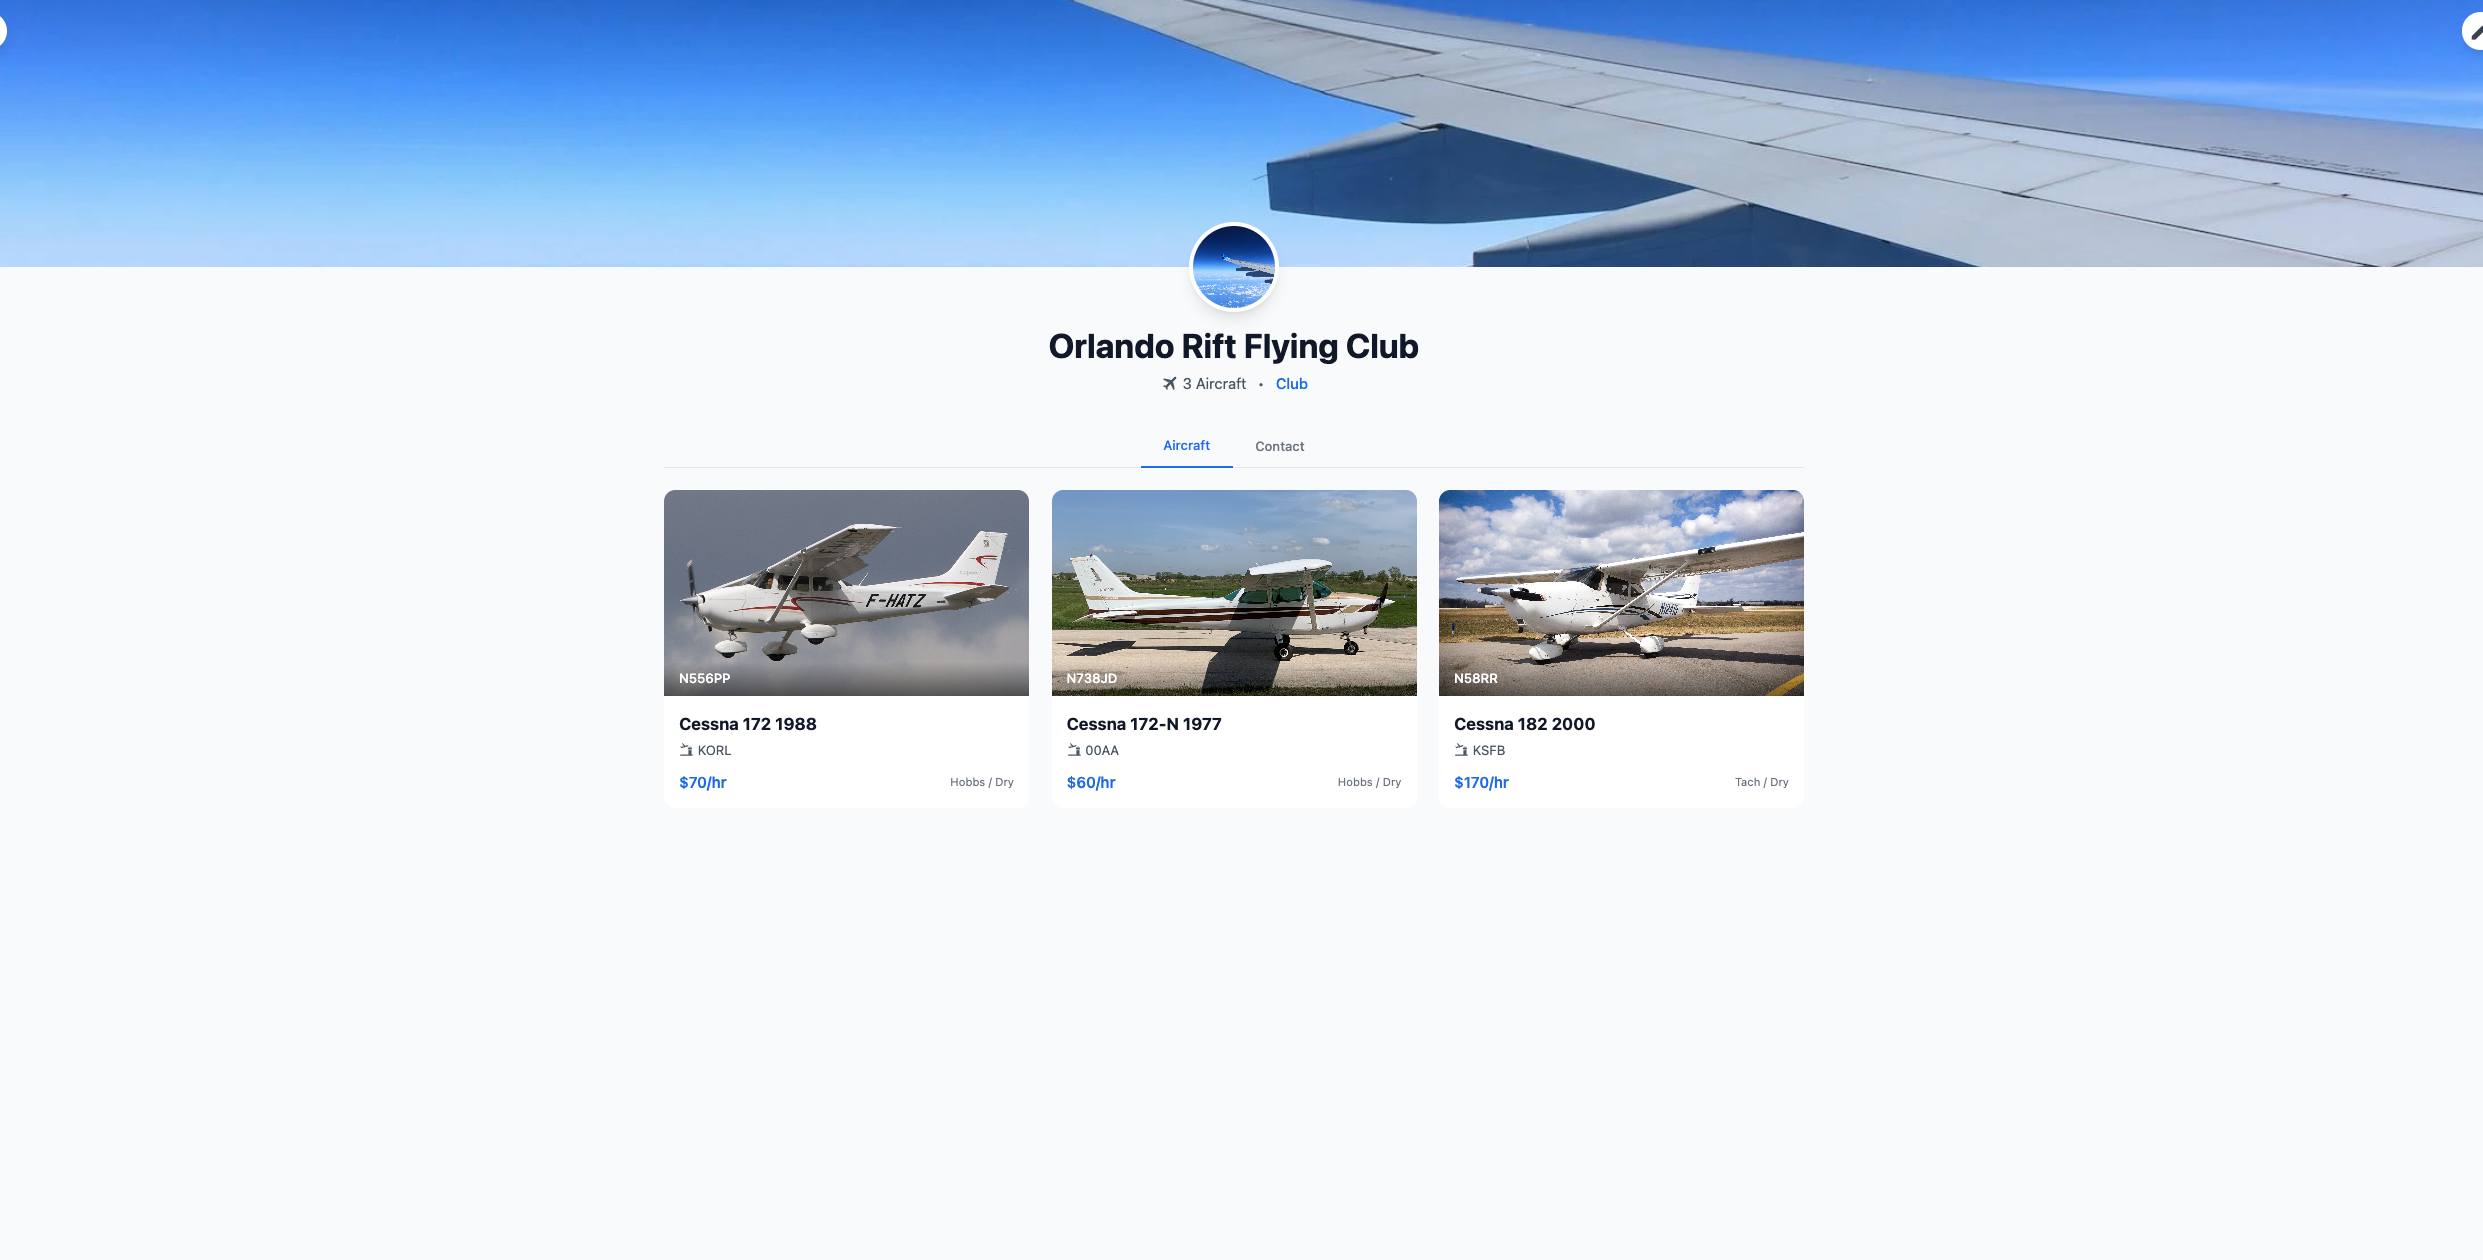 Orlando Rift Flying Club
3 Aircraft • Club
Aircraft
Contact
F-HATZ
N556PP
Cessna 172 1988
KORL
$70/hr
Hobbs / Dry
N738JD
Cessna 172-N 1977
00AA
$60/hr
Hobbs / Dry
N58RR
Cessna 182 2000
KSFB
$170/hr
Tach / Dry